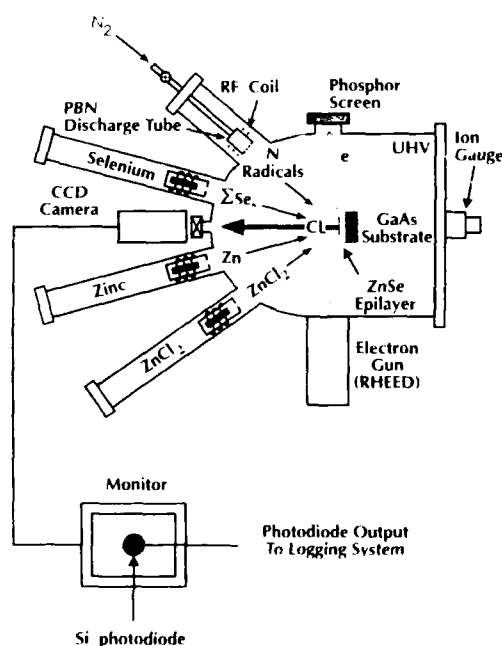 N2
RF Coil
Phosphor
Screen
PBN
Discharge Tube
N
Radicals
e
UHV
Ion
Gauge
Selenium
ΣSeₓ
CCD
Camera
CL
GaAs
Substrate
Zn
Zinc
ZnCl2
ZnSe
Epilayer
ZnCl2
Electron
Gun
(RHEED)
Monitor
Photodiode Output
To Logging System
Si photodiode